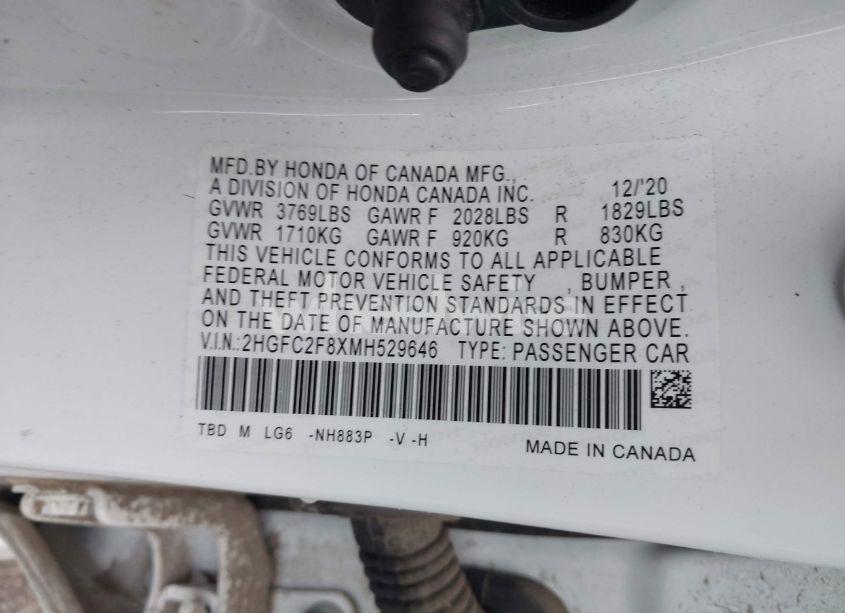 MFD.BY HONDA OF CANADA MFG.,
A DIVISION OF HONDA CANADA INC. 12/'20
GVWR 3769LBS GAWR F 2028LBS R 1829LBS
GVWR 1710KG GAWR F 920KG R 830KG
THIS VEHICLE CONFORMS TO ALL APPLICABLE
FEDERAL MOTOR VEHICLE SAFETY , BUMPER ,
AND THEFT PREVENTION STANDARDS IN EFFECT
ON THE DATE OF MANUFACTURE SHOWN ABOVE.
V.I.N.:2HGFC2F8XMH529646 TYPE: PASSENGER CAR
TBD M LG6 -NH883P -V -H
MADE IN CANADA